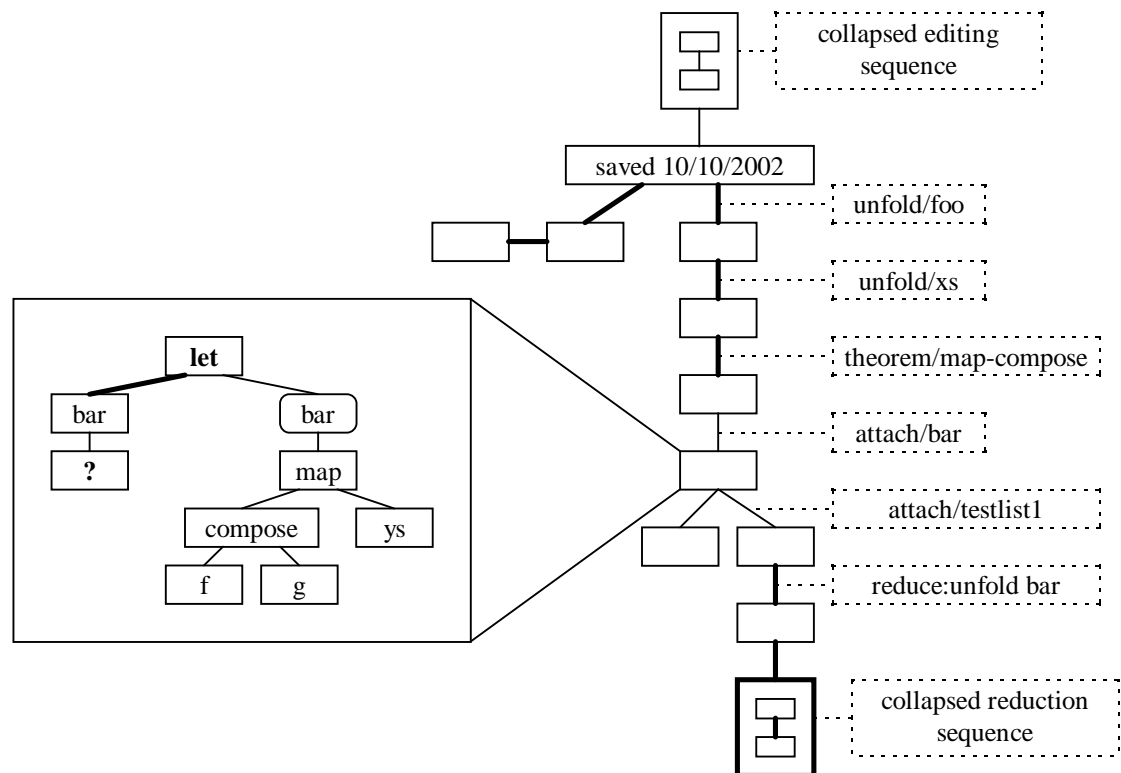 collapsed editing
sequence
saved 10/10/2002
unfold/foo
unfold/xs
theorem/map-compose
attach/bar
let
bar
bar
?
map
compose
ys
f
g
attach/testlist1
reduce:unfold bar
collapsed reduction
sequence